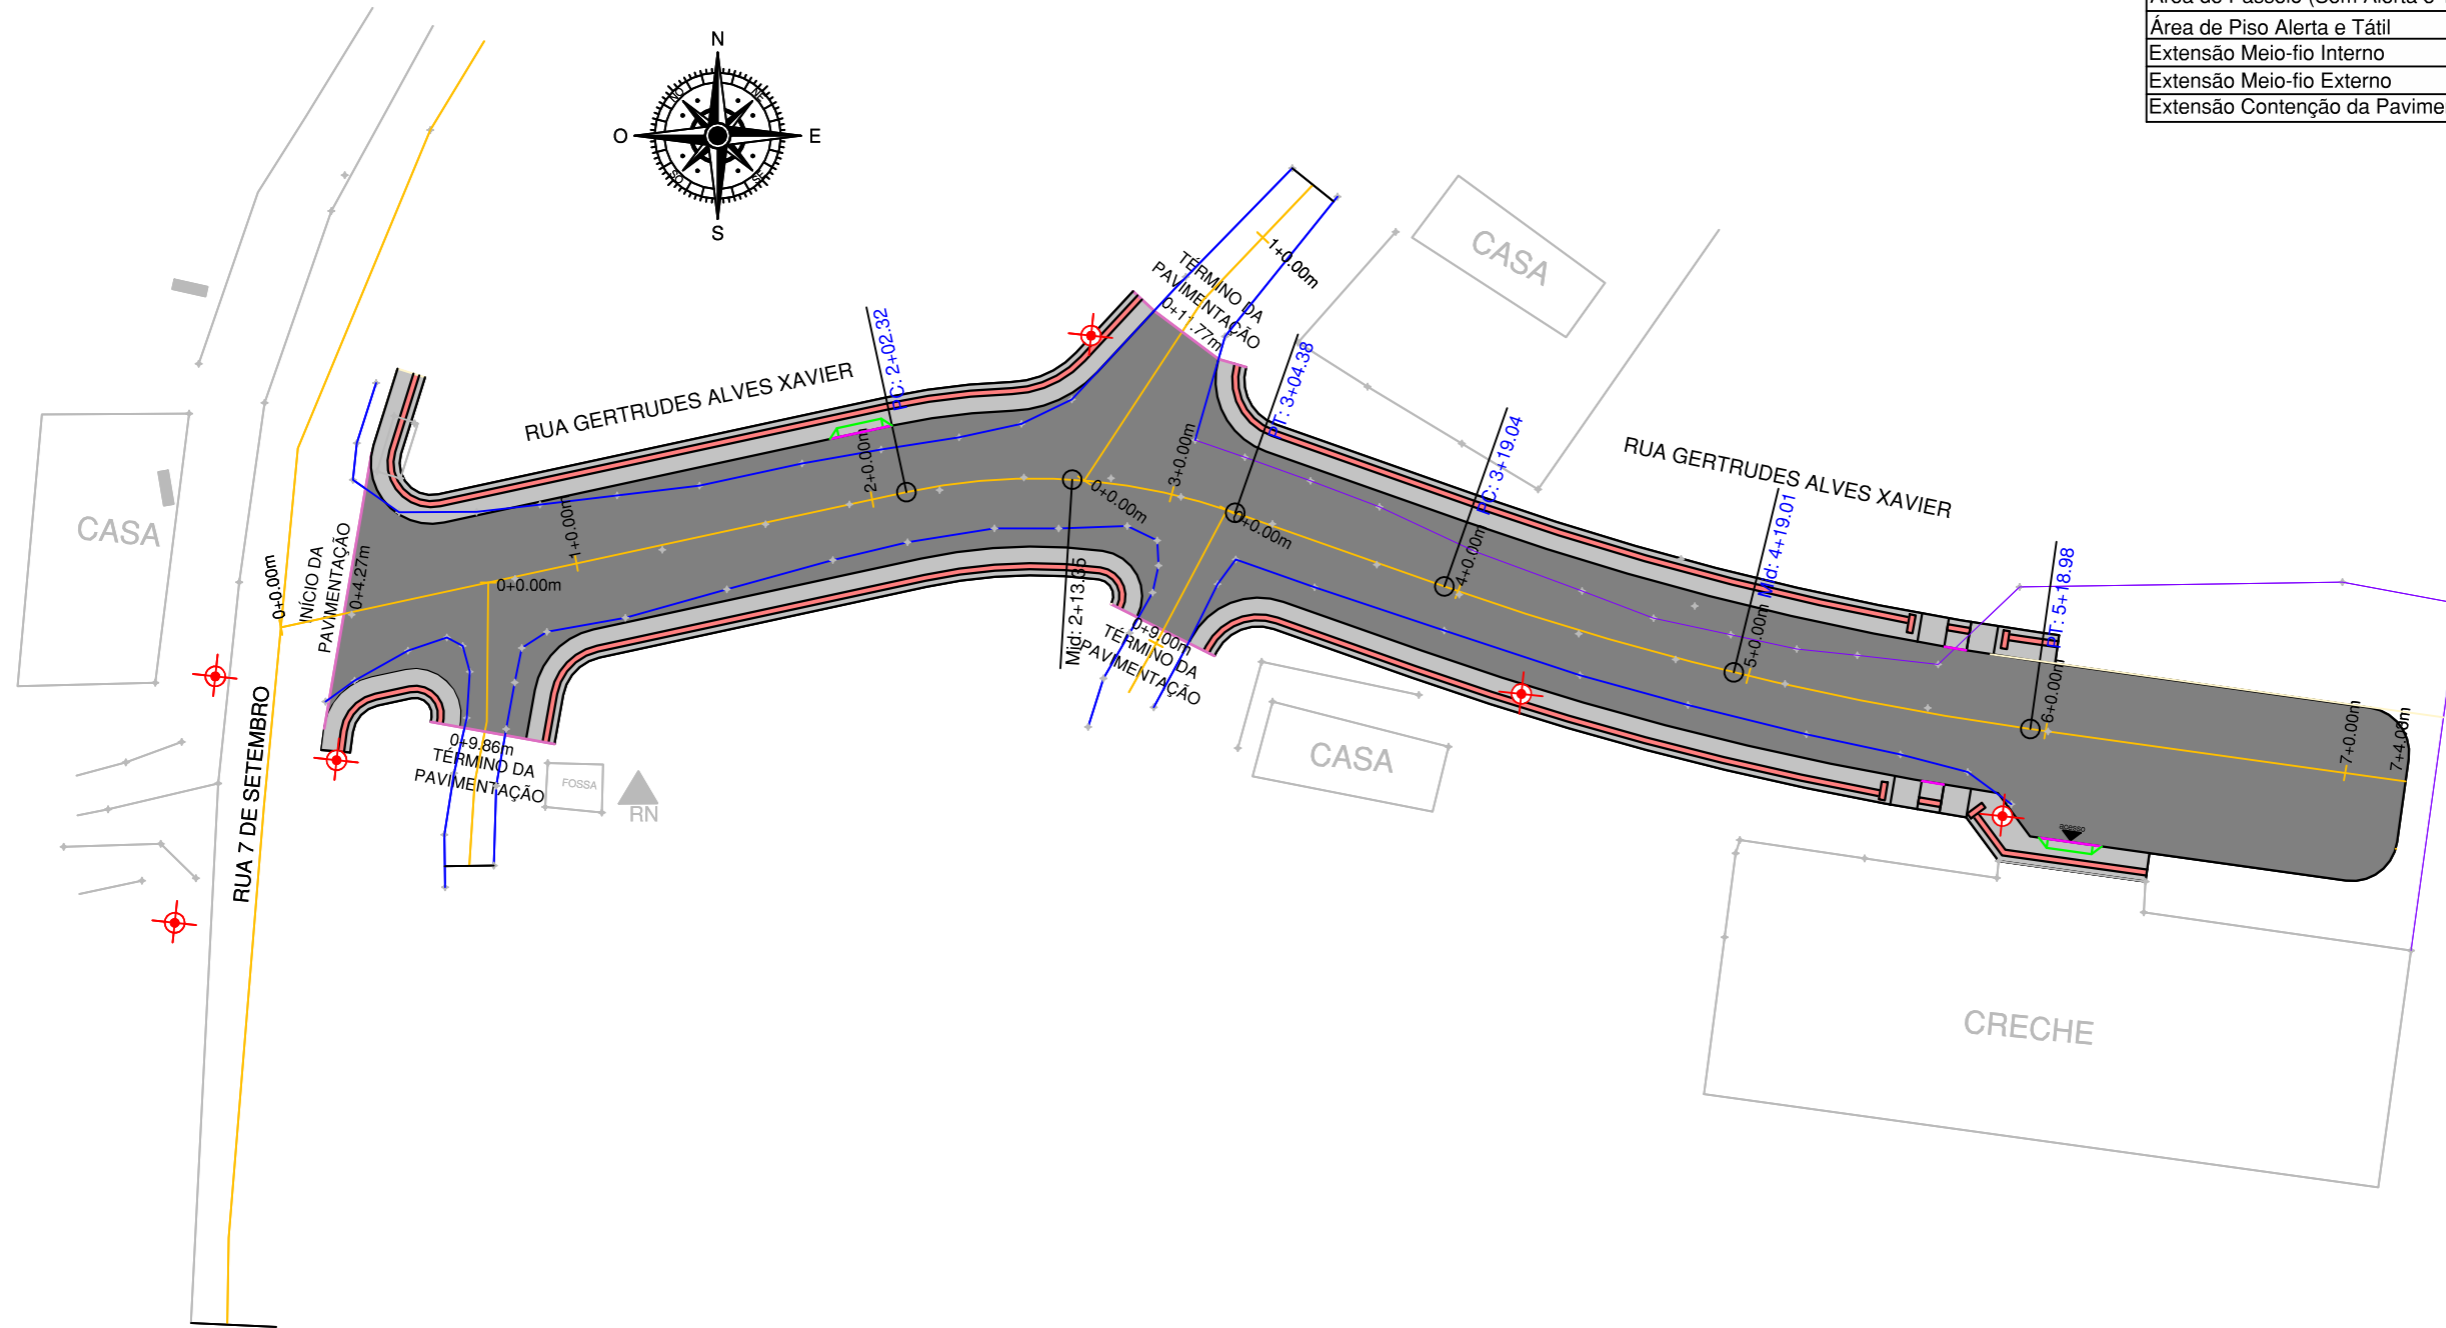 Área de Piso Alerta e Tátil
Extensão Meio-fio Interno
Extensão Meio-fio Externo
Extensão Contenção da
N
NE
E
SE
S
SO
O
NO
1+0.00m
TÉRMINO DA
PAVIMENTAÇÃO
CASA
RUA GERTRUDES ALVES XAVIER
PC: 2+02.32
PT: 3+04.38
PC: 3+19.04
RUA GERTRUDES ALVES XAVIER
Mid: 4+19.01
PT: 5+18.98
CASA
0+0.00m
INÍCIO DA
PAVIMENTAÇÃO
0+4.27m
0+0.00m
1+0.00m
2+0.00m
0+0.00m
3+0.00m
0+0.00m
4+0.00m
5+0.00m
6+0.00m
7+0.00m
7+4.00m
Mid: 2+13.35
0+9.00m
TÉRMINO DA
PAVIMENTAÇÃO
CASA
RUA 7 DE SETEMBRO
0+9.86m
TÉRMINO DA
PAVIMENTAÇÃO
FOSSA
RN
acesso
CRECHE